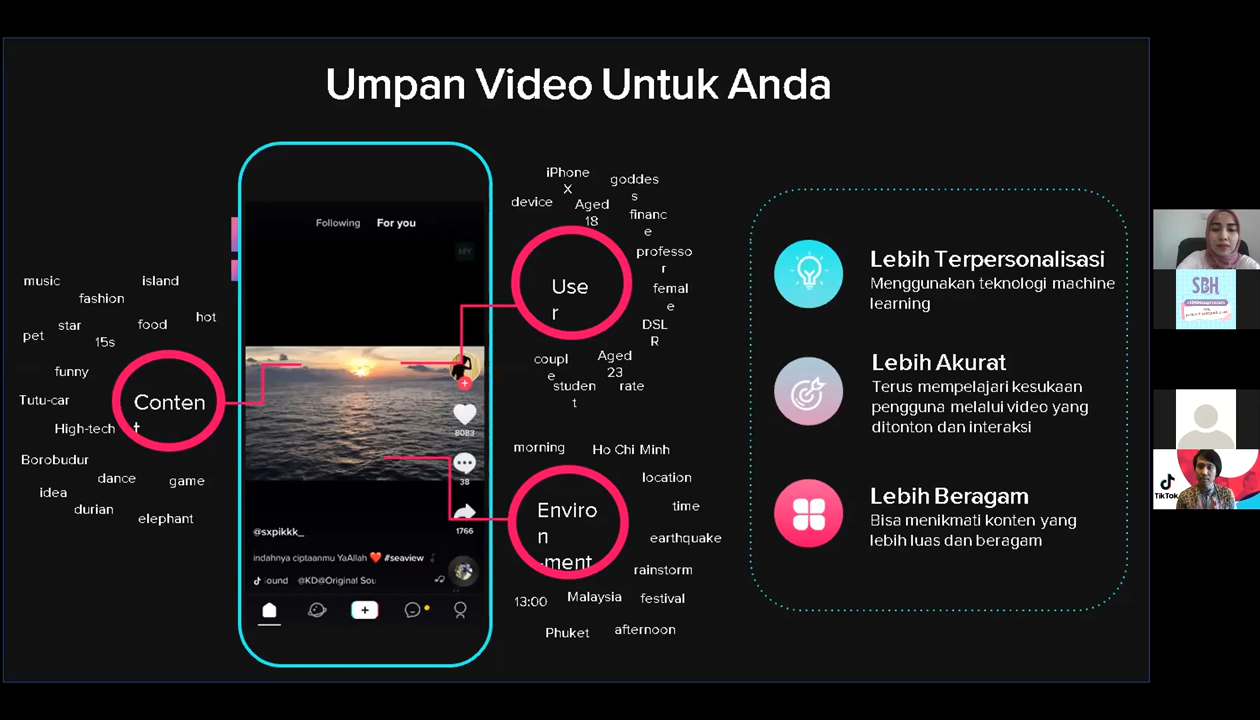 Umpan Video Untuk Anda
music
island
fashion
star
food
hot
pet
15s
funny
Tutu-car
High-tech
Borobudur
dance
game
idea
durian
elephant
Conten
t
Following For you
MY
8083
38
1766
@sxpikkk_
indahnya ciptaanmu YaAllah ❤️ #seaview
ound @KD@Original Sou
iPhone
X
goddes
s
device
Aged
18
financ
e
professo
r
femal
e
DSL
R
Use
r
coupl
e
Aged
23
studen
t
rate
morning
Ho Chi Minh
location
time
earthquake
rainstorm
Enviro
n
-ment
13:00
Malaysia
festival
Phuket
afternoon
Lebih Terpersonalisasi
Menggunakan teknologi machine
learning
Lebih Akurat
Terus mempelajari kesukaan
pengguna melalui video yang
ditonton dan interaksi
Lebih Beragam
Bisa menikmati konten yang
lebih luas dan beragam
SBH
TikTok